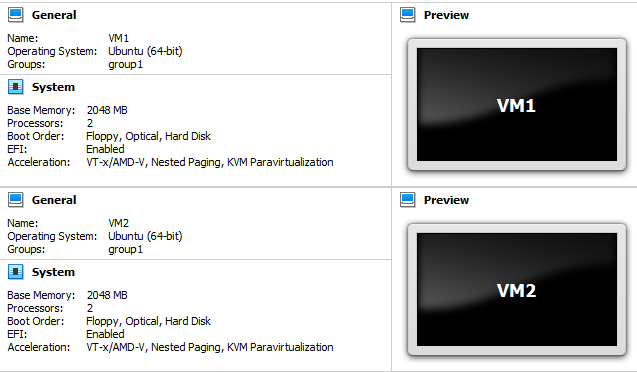 General
Name: VM1
Operating System: Ubuntu (64-bit)
Groups: group1
System
Base Memory: 2048 MB
Processors: 2
Boot Order: Floppy, Optical, Hard Disk
EFI: Enabled
Acceleration: VT-x/AMD-V, Nested Paging, KVM Paravirtualization
Preview
VM1
General
Name: VM2
Operating System: Ubuntu (64-bit)
Groups: group1
System
Base Memory: 2048 MB
Processors: 2
Boot Order: Floppy, Optical, Hard Disk
EFI: Enabled
Acceleration: VT-x/AMD-V, Nested Paging, KVM Paravirtualization
Preview
VM2